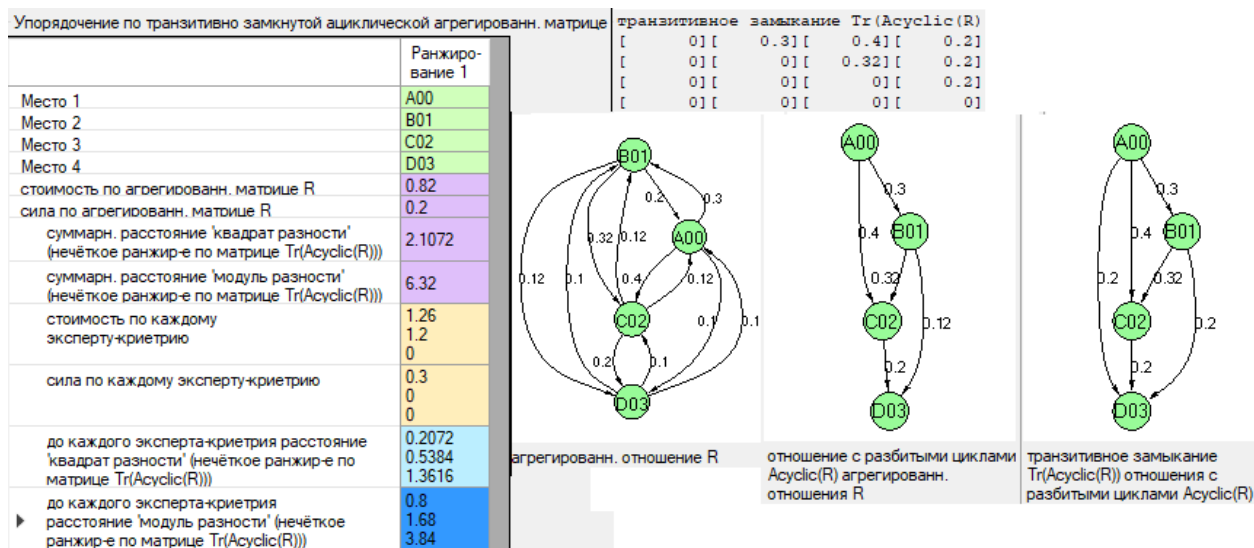 Упорядочение по транзитивно замкнутой ациклической агрегированн. матрице
транзитивное замыкание Tr(Acyclic(R)
[ 0][ 0.3][ 0.4][ 0.2]
[ 0][ 0][ 0.32][ 0.2]
[ 0][ 0][ 0][ 0.2]
[ 0][ 0][ 0][ 0]
Ранжиро-
вание 1
Место 1 A00
Место 2 B01
Место 3 C02
Место 4 D03
стоимость по агрегированн. матрице R 0.82
сила по агрегированн. матрице R 0.2
суммарн. расстояние 'квадрат разности'
(нечёткое ранжир-е по матрице Tr(Acyclic(R))) 2.1072
суммарн. расстояние 'модуль разности'
(нечёткое ранжир-е по матрице Tr(Acyclic(R))) 6.32
стоимость по каждому
эксперту-криетрию
1.26
1.2
0
сила по каждому эксперту-криетрию
0.3
0
0
до каждого эксперта-криетрия расстояние
'квадрат разности' (нечёткое ранжир-е по
матрице Tr(Acyclic(R)))
0.2072
0.5384
1.3616
до каждого эксперта-криетрия
расстояние 'модуль разности' (нечёткое
ранжир-е по матрице Tr(Acyclic(R)))
0.8
1.68
3.84
B01
0.2
0.3
0.32
0.12
A00
0.12
0.1
0.4
0.12
C02
0.1
0.1
0.2
0.1
D03
агрегированн. отношение R
A00
0.3
0.4
B01
0.32
C02
0.12
0.2
D03
отношение с разбитыми циклами
Acyclic(R) агрегированн.
отношения R
A00
0.3
0.4
B01
0.2
0.32
C02
0.2
0.2
D03
транзитивное замыкание
Tr(Acyclic(R)) отношения с
разбитыми циклами Acyclic(R)